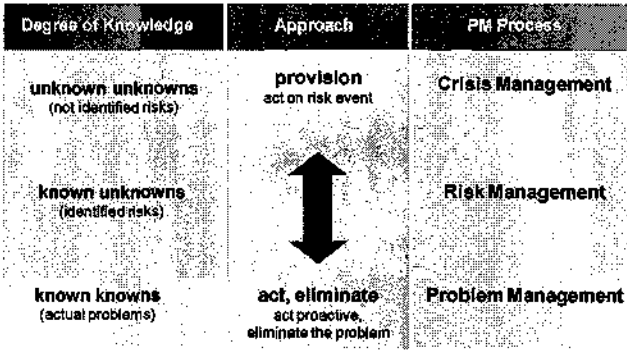 Degree of Knowledge
Approach
PM Process
unknown unknowns
(not identified risks)
provision
act on risk event
Crisis Management
known unknowns
(identified risks)
Risk Management
known knowns
(actual problems)
act, eliminate
act proactive,
eliminate the problem
Problem Management